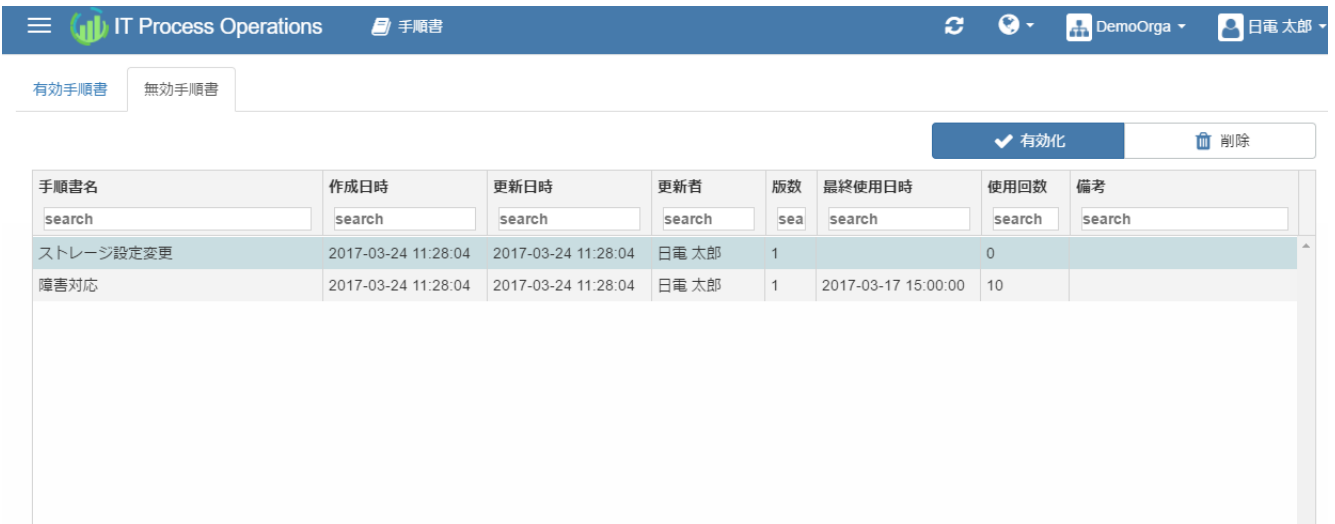 IT Process Operations 手順書 DemoOrga 日電 太郎
有効手順書 無効手順書
有効化 削除
手順書名 作成日時 更新日時 更新者 版数 最終使用日時 使用回数 備考
search search search search sea search search search
ストレージ設定変更 2017-03-24 11:28:04 2017-03-24 11:28:04 日電 太郎 1 0
障害対応 2017-03-24 11:28:04 2017-03-24 11:28:04 日電 太郎 1 2017-03-17 15:00:00 10